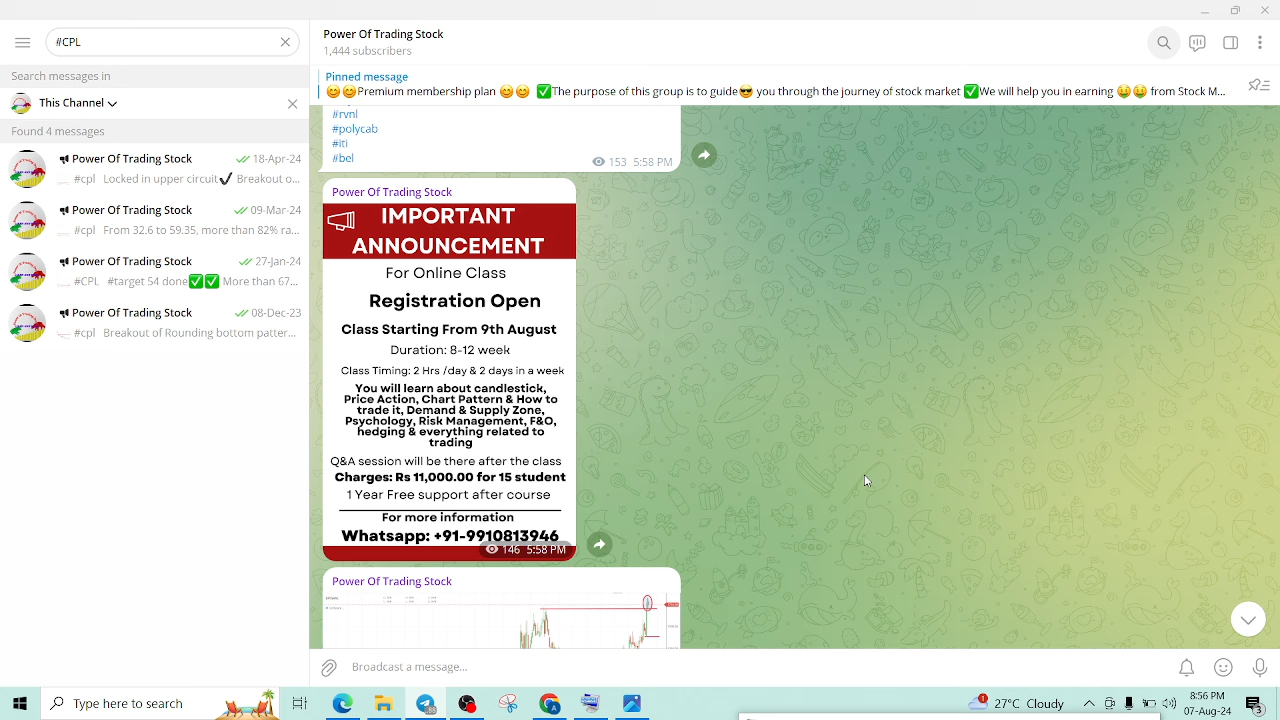 #CPL
Search messages in
This Channel
Found 4 messages
Power Of Trading Stock 18-Apr-24
#cpl Locked in upper circuit✔️ Breakout o...
Power Of Trading Stock 09-Mar-24
#cpl From 32.6 to 59.35, more than 82% ra...
Power Of Trading Stock 27-Jan-24
#CPL #target 54 done✅✅ More than 67...
Power Of Trading Stock 08-Dec-23
#cpl Breakout of Rounding bottom patter...
Power Of Trading Stock
1,444 subscribers
Pinned message
😊😊Premium membership plan 😊😊 ✅The purpose of this group is to guide😎 you through the journey of stock market ✅We will help you in earning 🤑🤑 from Stock M...
#rvnl
#polycab
#iti
#bel
153 5:58 PM
Power Of Trading Stock
IMPORTANT
ANNOUNCEMENT
For Online Class
Registration Open
Class Starting From 9th August
Duration: 8-12 week
Class Timing: 2 Hrs /day & 2 days in a week
You will learn about candlestick,
Price Action, Chart Pattern & How to
trade it, Demand & Supply Zone,
Psychology, Risk Management, F&O,
hedging & everything related to
trading
Q&A session will be there after the class
Charges: Rs 11,000.00 for 15 student
1 Year Free support after course
For more information
Whatsapp: +91-9910813946
146 5:58 PM
Power Of Trading Stock
Broadcast a message...
Type here to search
1
27°C Cloudy
8:56 PM
07-Aug-24
3